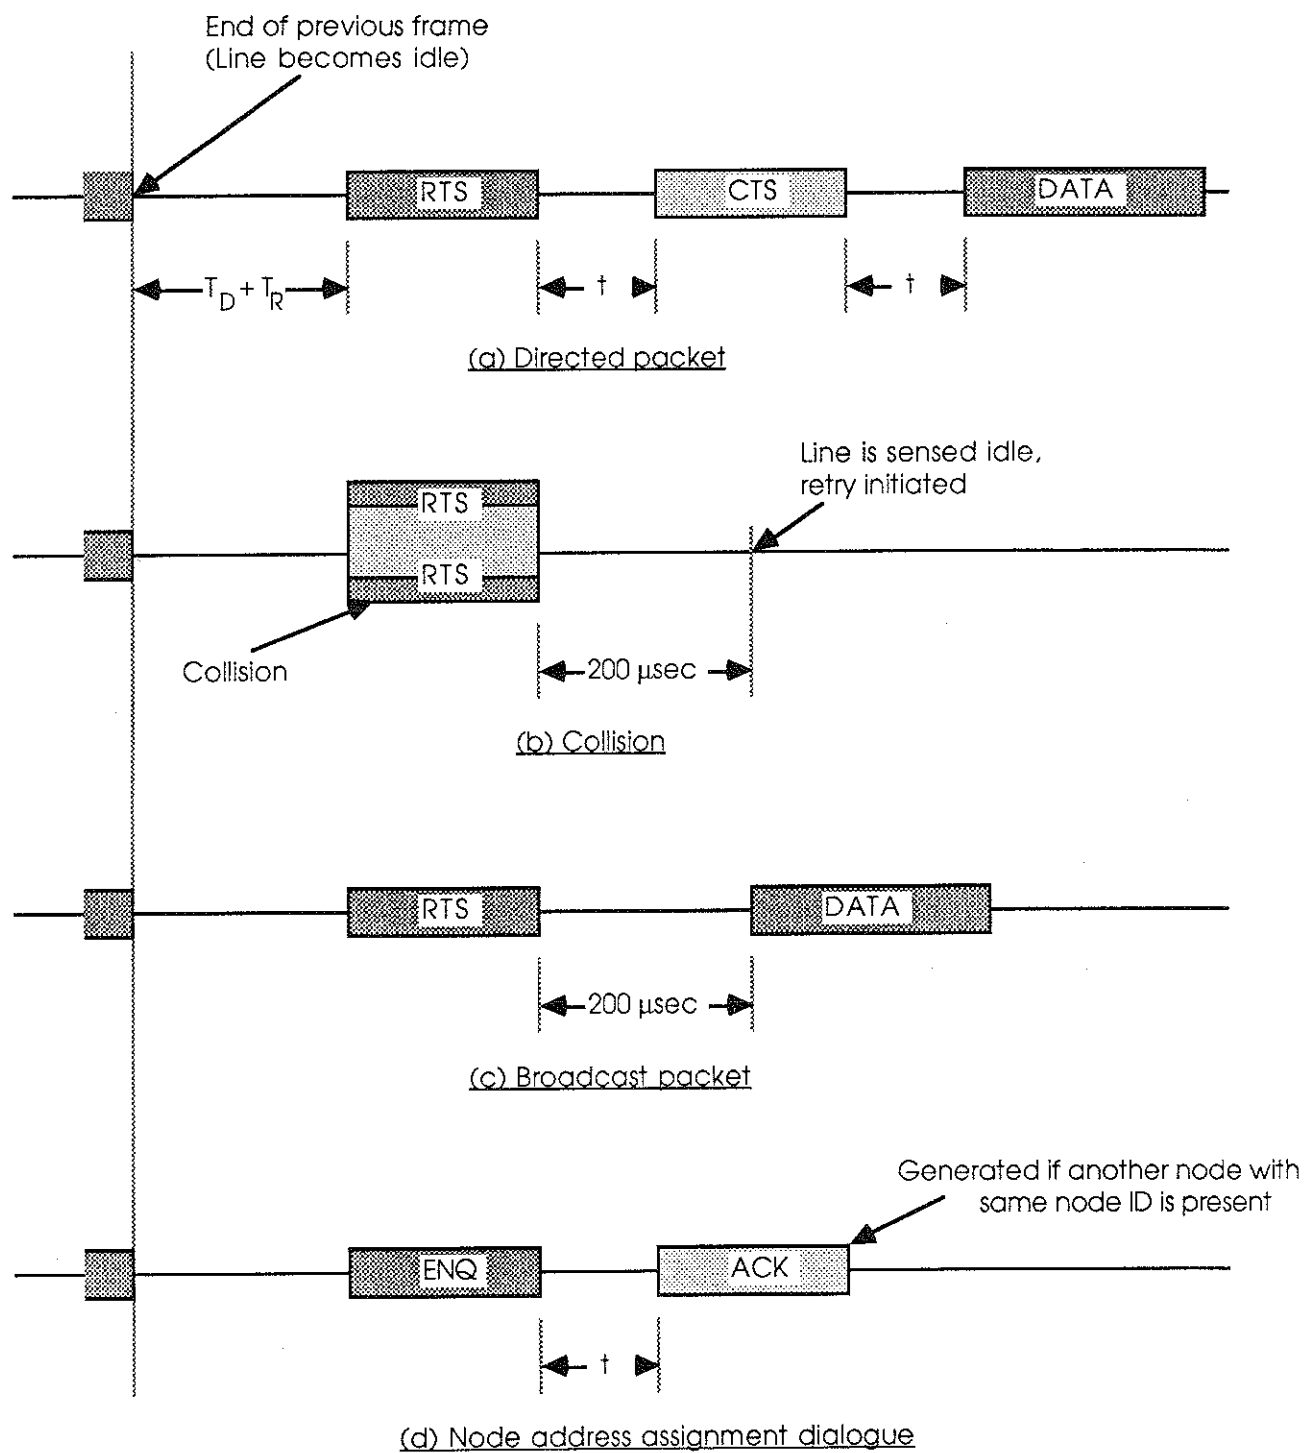 End of previous frame
(Line becomes idle)
RTS
CTS
DATA
T_D + T_R
t
t
(a) Directed packet
Line is sensed idle,
retry initiated
RTS
RTS
Collision
200 μsec
(b) Collision
RTS
DATA
200 μsec
(c) Broadcast packet
Generated if another node with
same node ID is present
ENQ
ACK
t
(d) Node address assignment dialogue